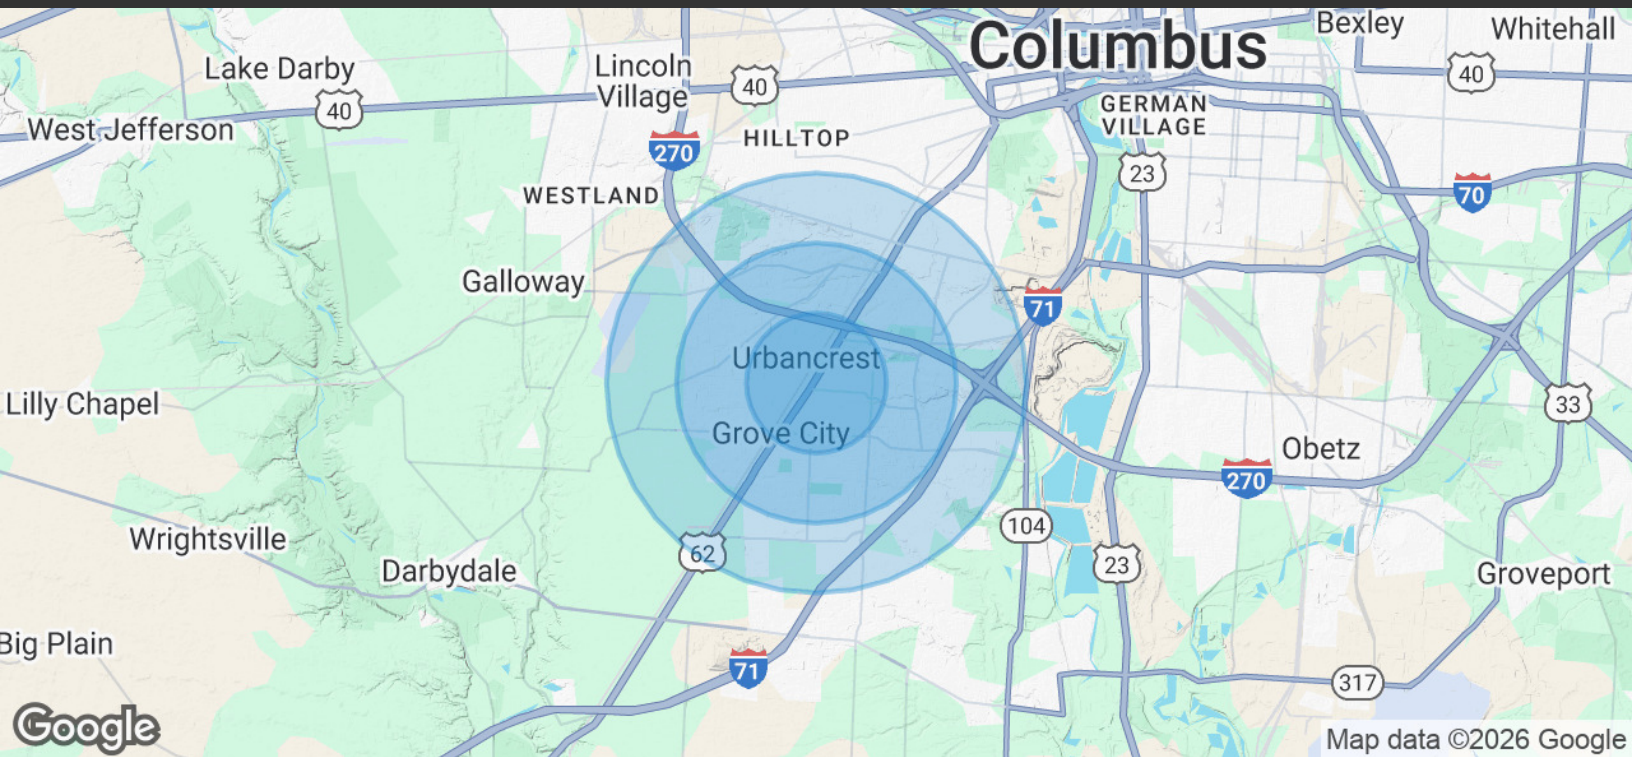 Columbus
Bexley
Whitehall
Lake Darby
Lincoln
Village
40
40
40
West Jefferson
GERMAN
VILLAGE
HILLTOP
270
23
WESTLAND
70
Galloway
71
Urbancrest
Lilly Chapel
33
Grove City
Obetz
270
104
Wrightsville
62
23
Darbydale
Groveport
Big Plain
71
317
Google
Map data ©2026 Google